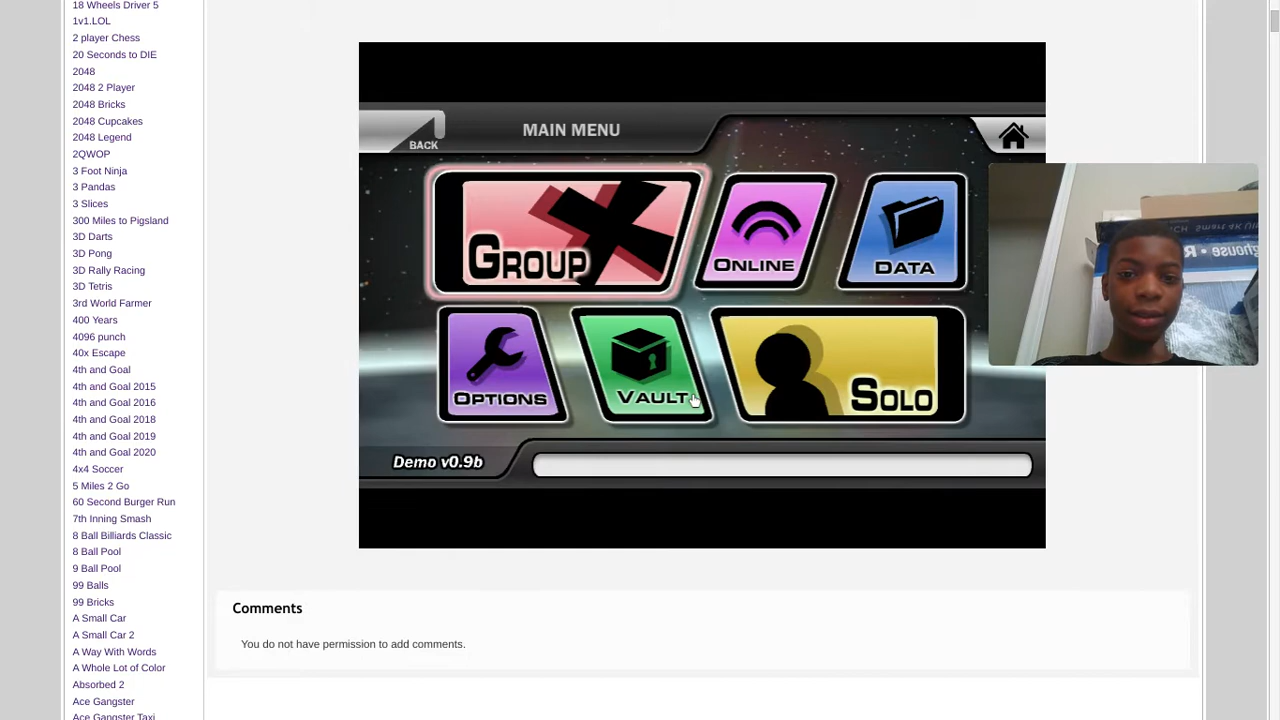 18 Wheels Driver 5
1v1.LOL
2 player Chess
20 Seconds to DIE
2048
2048 2 Player
2048 Bricks
2048 Cupcakes
2048 Legend
2QWOP
3 Foot Ninja
3 Pandas
3 Slices
300 Miles to Pigsland
3D Darts
3D Pong
3D Rally Racing
3D Tetris
3rd World Farmer
400 Years
4096 punch
40x Escape
4th and Goal
4th and Goal 2015
4th and Goal 2016
4th and Goal 2018
4th and Goal 2019
4th and Goal 2020
4x4 Soccer
5 Miles 2 Go
60 Second Burger Run
7th Inning Smash
8 Ball Billiards Classic
8 Ball Pool
9 Ball Pool
99 Balls
99 Bricks
A Small Car
A Small Car 2
A Way With Words
A Whole Lot of Color
Absorbed 2
Ace Gangster
Ace Gangster Taxi
BACK
MAIN MENU
GROUP
ONLINE
DATA
OPTIONS
VAULT
SOLO
Demo v0.9b
Comments
You do not have permission to add comments.